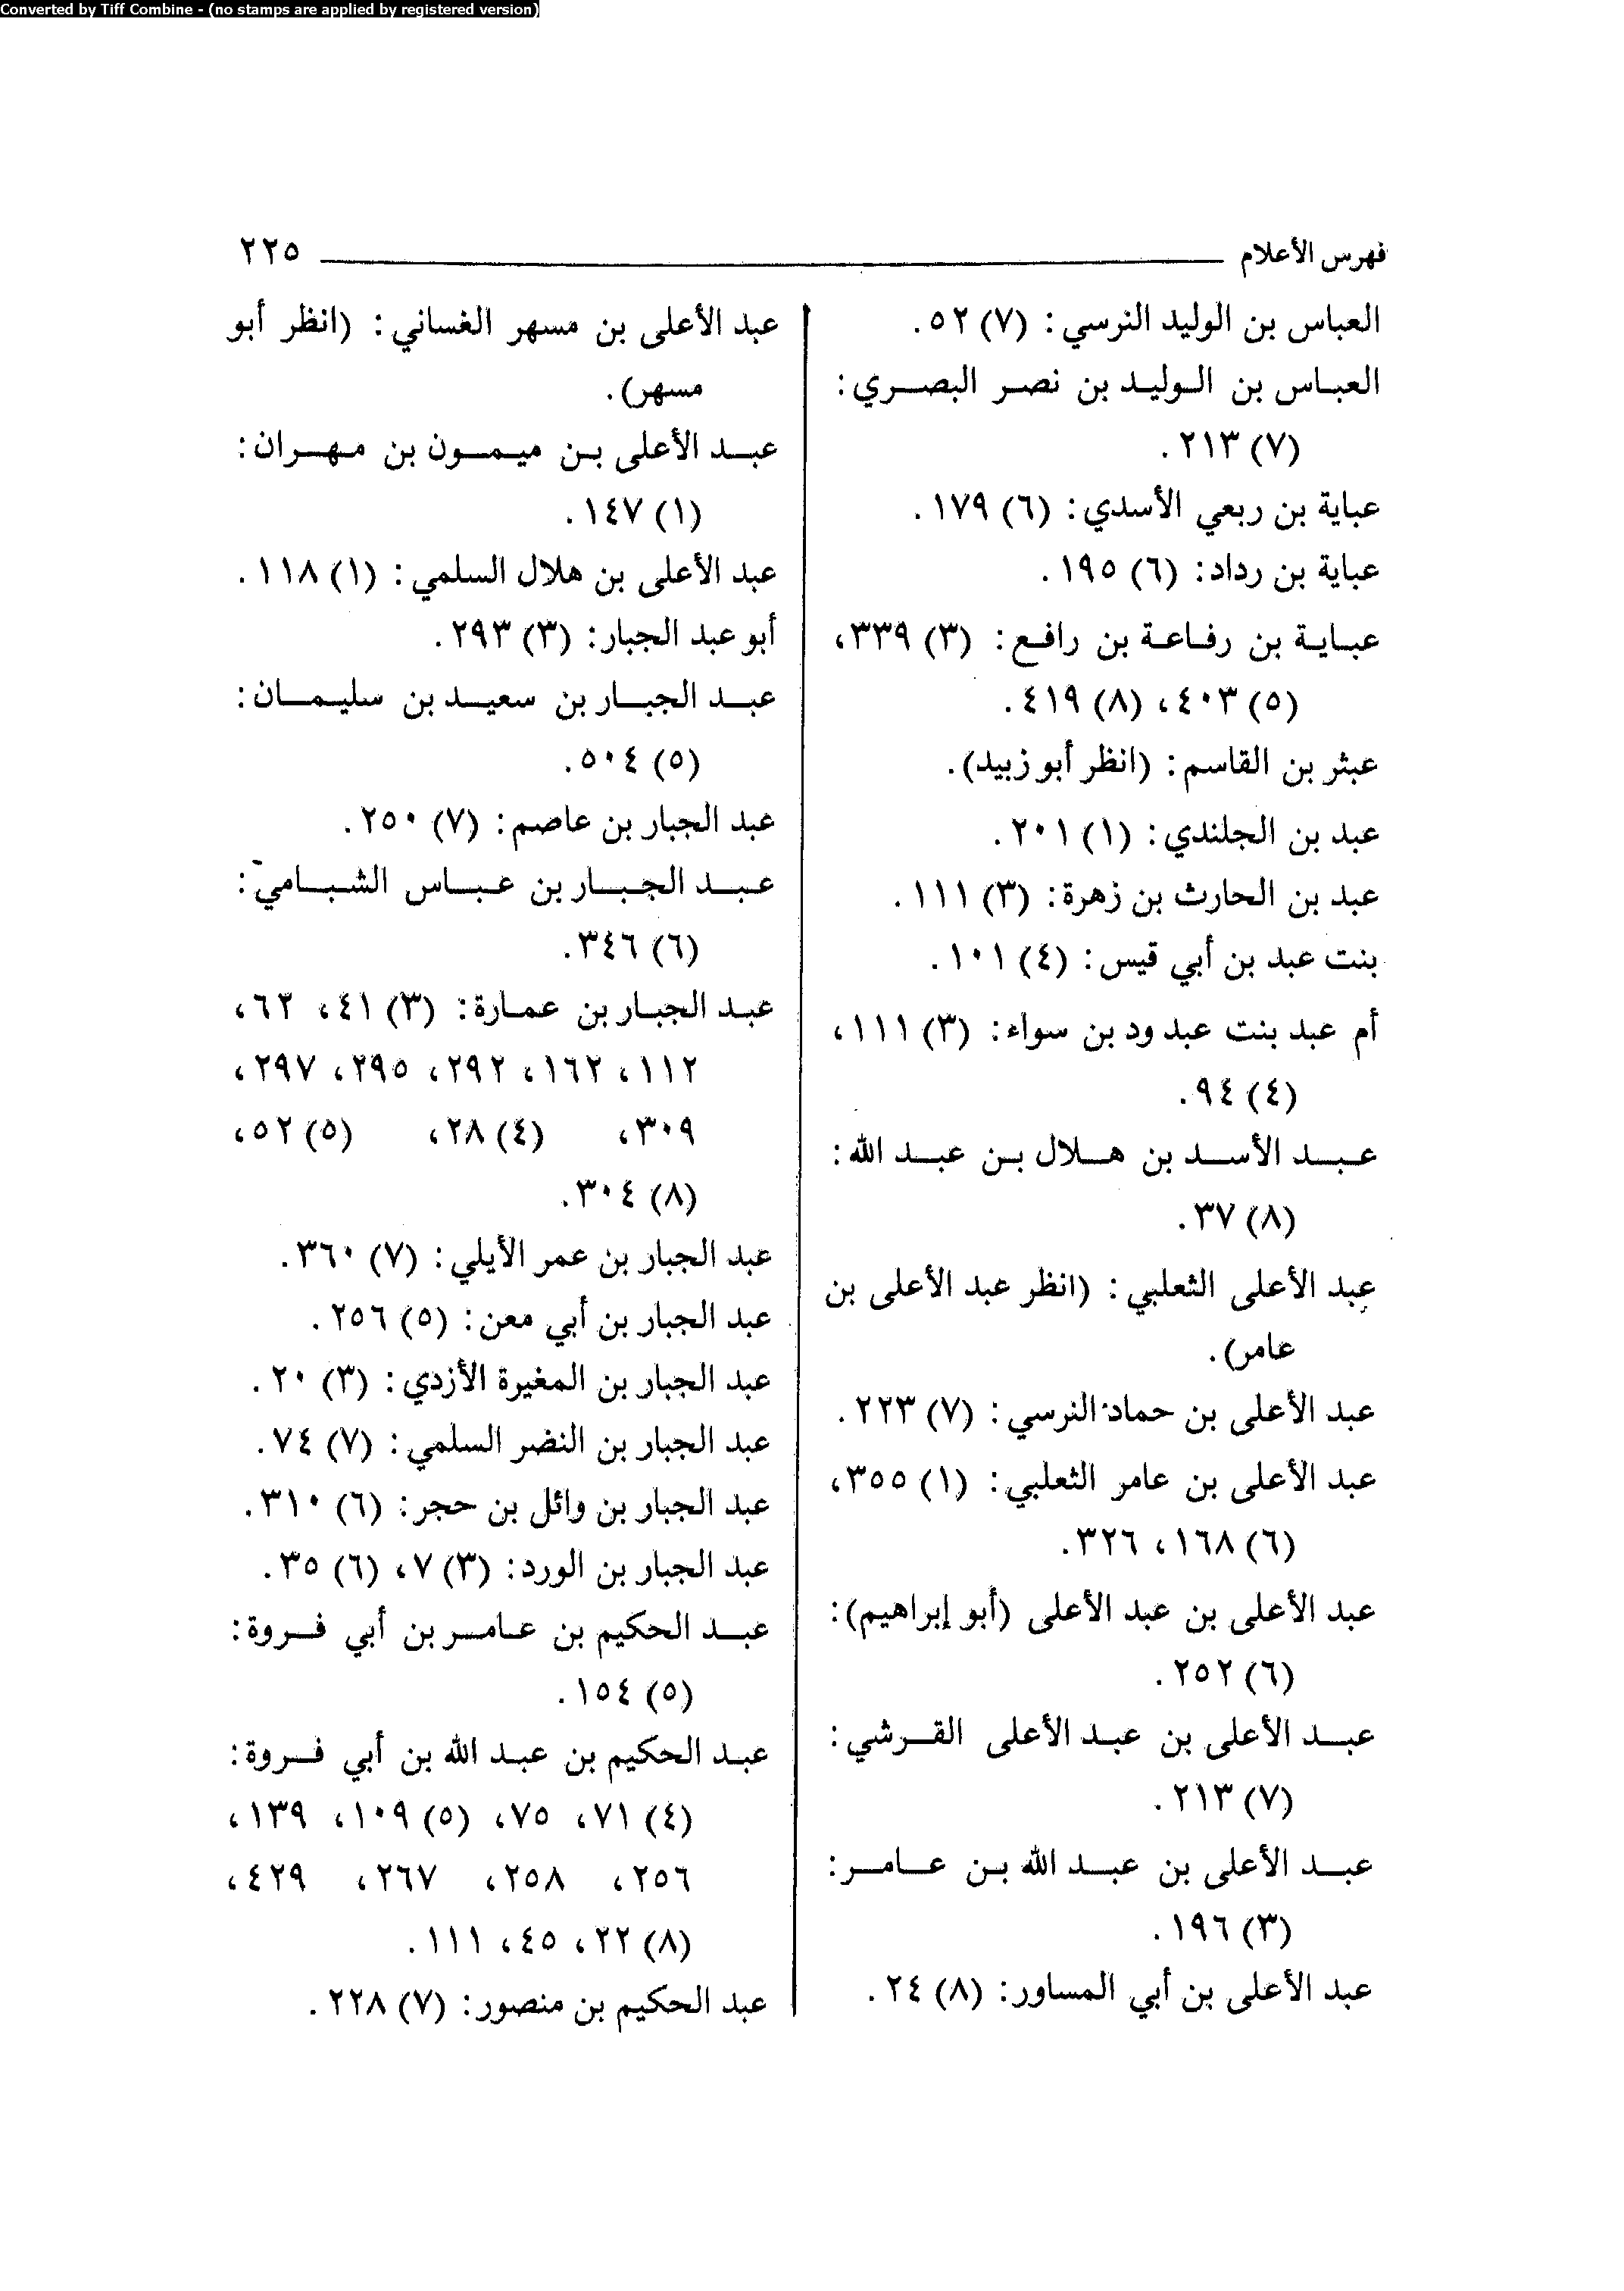 Converted by Tiff Combine - (no stamps are applied by registered version)
فهرس الأعلام ٢٢٥
العباس بن الوليد النرسي: (٧) ٥٢.
العباس بن الوليد بن نصر البصري:
(٧) ٢١٣.
عباية بن ربعي الأسدي: (٦) ١٧٩.
عباية بن رداد: (٦) ١٩٥.
عباية بن رفاعة بن رافع: (٣) ٣٣٩،
(٥) ٤٠٣، (٨) ٤١٩.
عبثر بن القاسم: (انظر أبو زبيد).
عبد بن الجلندي: (١) ٢٠١.
عبد بن الحارث بن زهرة: (٣) ١١١.
بنت عبد بن أبي قيس: (٤) ١٠١.
أم عبد بنت عبد ود بن سواء: (٣) ١١١،
(٤) ٩٤.
عبد الأسد بن هلال بن عبد الله:
(٨) ٣٧.
عبد الأعلى الثعلبي: (انظر عبد الأعلى بن
عامر).
عبد الأعلى بن حماد النرسي: (٧) ٢٢٣.
عبد الأعلى بن عامر الثعلبي: (١) ٣٥٥،
(٦) ١٦٨، ٣٢٦.
عبد الأعلى بن عبد الأعلى (أبو إبراهيم):
(٦) ٢٥٢.
عبد الأعلى بن عبد الأعلى القرشي:
(٧) ٢١٣.
عبد الأعلى بن عبد الله بن عامر:
(٣) ١٩٦.
عبد الأعلى بن أبي المساور: (٨) ٢٤.
عبد الأعلى بن مسهر الغساني: (انظر أبو
مسهر).
عبد الأعلى بن ميمون بن مهران:
(١) ١٤٧.
عبد الأعلى بن هلال السلمي: (١) ١١٨.
أبو عبد الجبار: (٣) ٢٩٣.
عبد الجبار بن سعيد بن سليمان:
(٥) ٥٠٤.
عبد الجبار بن عاصم: (٧) ٢٥٠.
عبد الجبار بن عباس الشبامي:
(٦) ٣٤٦.
عبد الجبار بن عمارة: (٣) ٤١، ٦٢،
١١٢، ١٦٢، ٢٩٢، ٢٩٥، ٢٩٧،
٣٠٩، (٤) ٢٨، (٥) ٥٢،
(٨) ٣٠٤.
عبد الجبار بن عمر الأيلي: (٧) ٣٦٠.
عبد الجبار بن أبي معن: (٥) ٢٥٦.
عبد الجبار بن المغيرة الأزدي: (٣) ٢٠.
عبد الجبار بن النضر السلمي: (٧) ٧٤.
عبد الجبار بن وائل بن حجر: (٦) ٣١٠.
عبد الجبار بن الورد: (٣) ٧، (٦) ٣٥.
عبد الحكيم بن عامر بن أبي فروة:
(٥) ١٥٤.
عبد الحكيم بن عبد الله بن أبي فروة:
(٤) ٧١، ٧٥، (٥) ١٠٩، ١٣٩،
٢٥٦، ٢٥٨، ٢٦٧، ٤٢٩،
(٨) ٢٢، ٤٥، ١١١.
عبد الحكيم بن منصور: (٧) ٢٢٨.